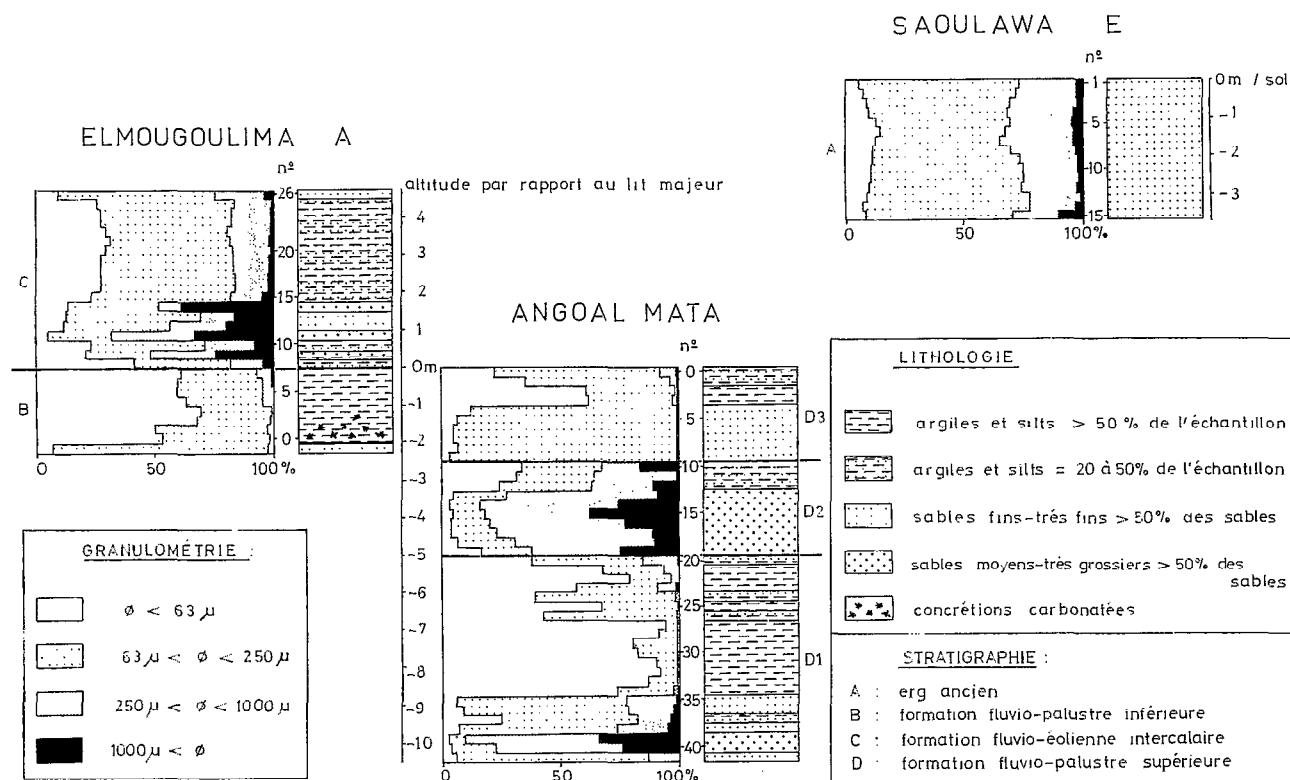 SAOULAWA E
nº
1
5
10
15
0m / sol
-1
-2
-3
A
0
50
100%
ELMOUGOULIMA A
nº
26
20
15
10
5
0
altitude par rapport au lit majeur
4
3
2
1
0m
-1
-2
-3
-4
-5
-6
-7
-8
-9
-10
C
B
0
50
100%
ANGOAL MATA
nº
0
5
10
15
20
25
30
35
40
D3
D2
D1
0
50
100%
GRANULOMÉTRIE :
ø < 63 µ
63 µ < ø < 250 µ
250 µ < ø < 1000 µ
1000 µ < ø
LITHOLOGIE
argiles et silts > 50 % de l'échantillon
argiles et silts = 20 à 50% de l'échantillon
sables fins-très fins > 50% des sables
sables moyens-très grossiers > 50% des
sables
concrétions carbonatées
STRATIGRAPHIE :
A : erg ancien
B : formation fluvio-palustre inférieure
C : formation fluvio-éolienne intercalaire
D : formation fluvio-palustre supérieure